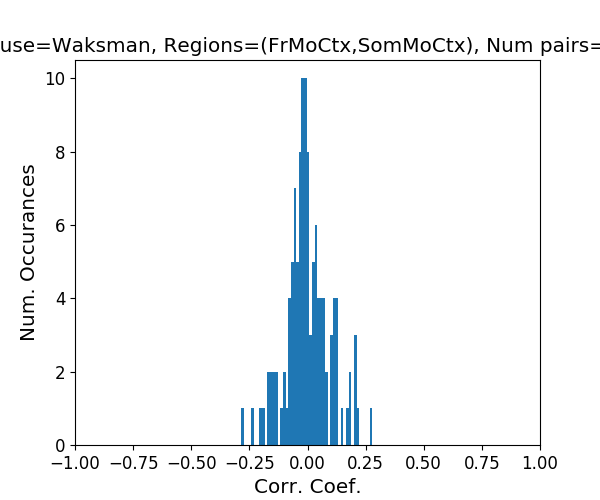 use=Waksman, Regions=(FrMoCtx,SomMoCtx), Num pairs=
10
8
6
4
2
0
Num. Occurances
−1.00 −0.75 −0.50 −0.25 0.00 0.25 0.50 0.75 1.00
Corr. Coef.